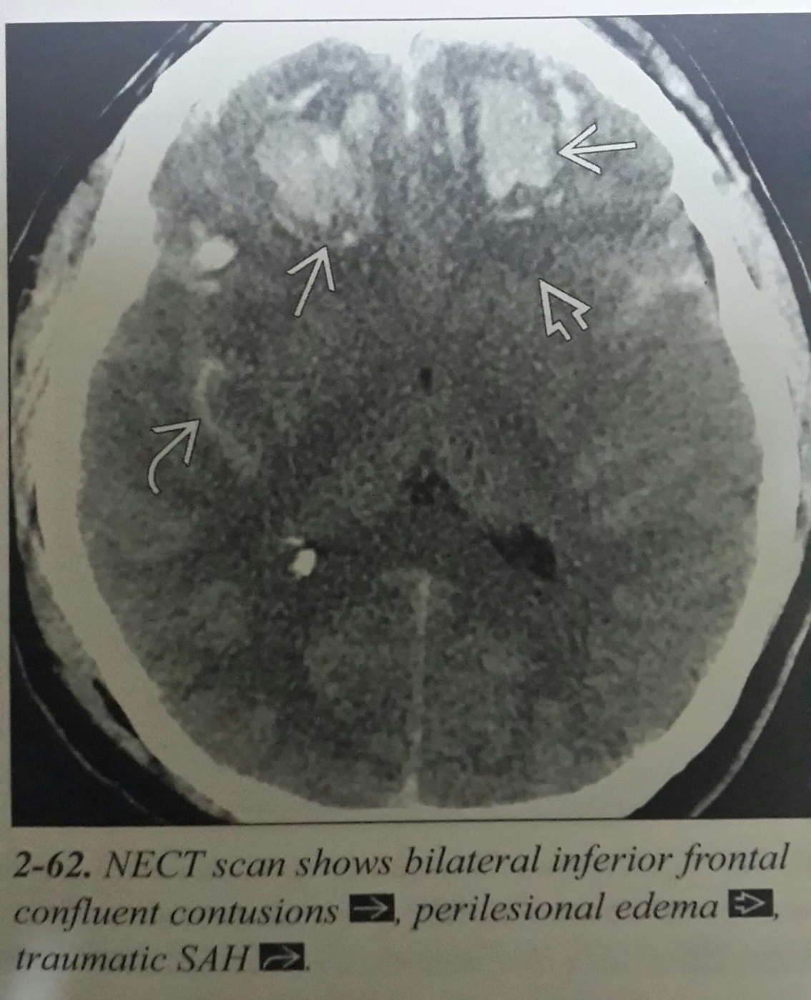 2-62. NECT scan shows bilateral inferior frontal
confluent contusions ➡, perilesional edema ⇨,
traumatic SAH ⤵.